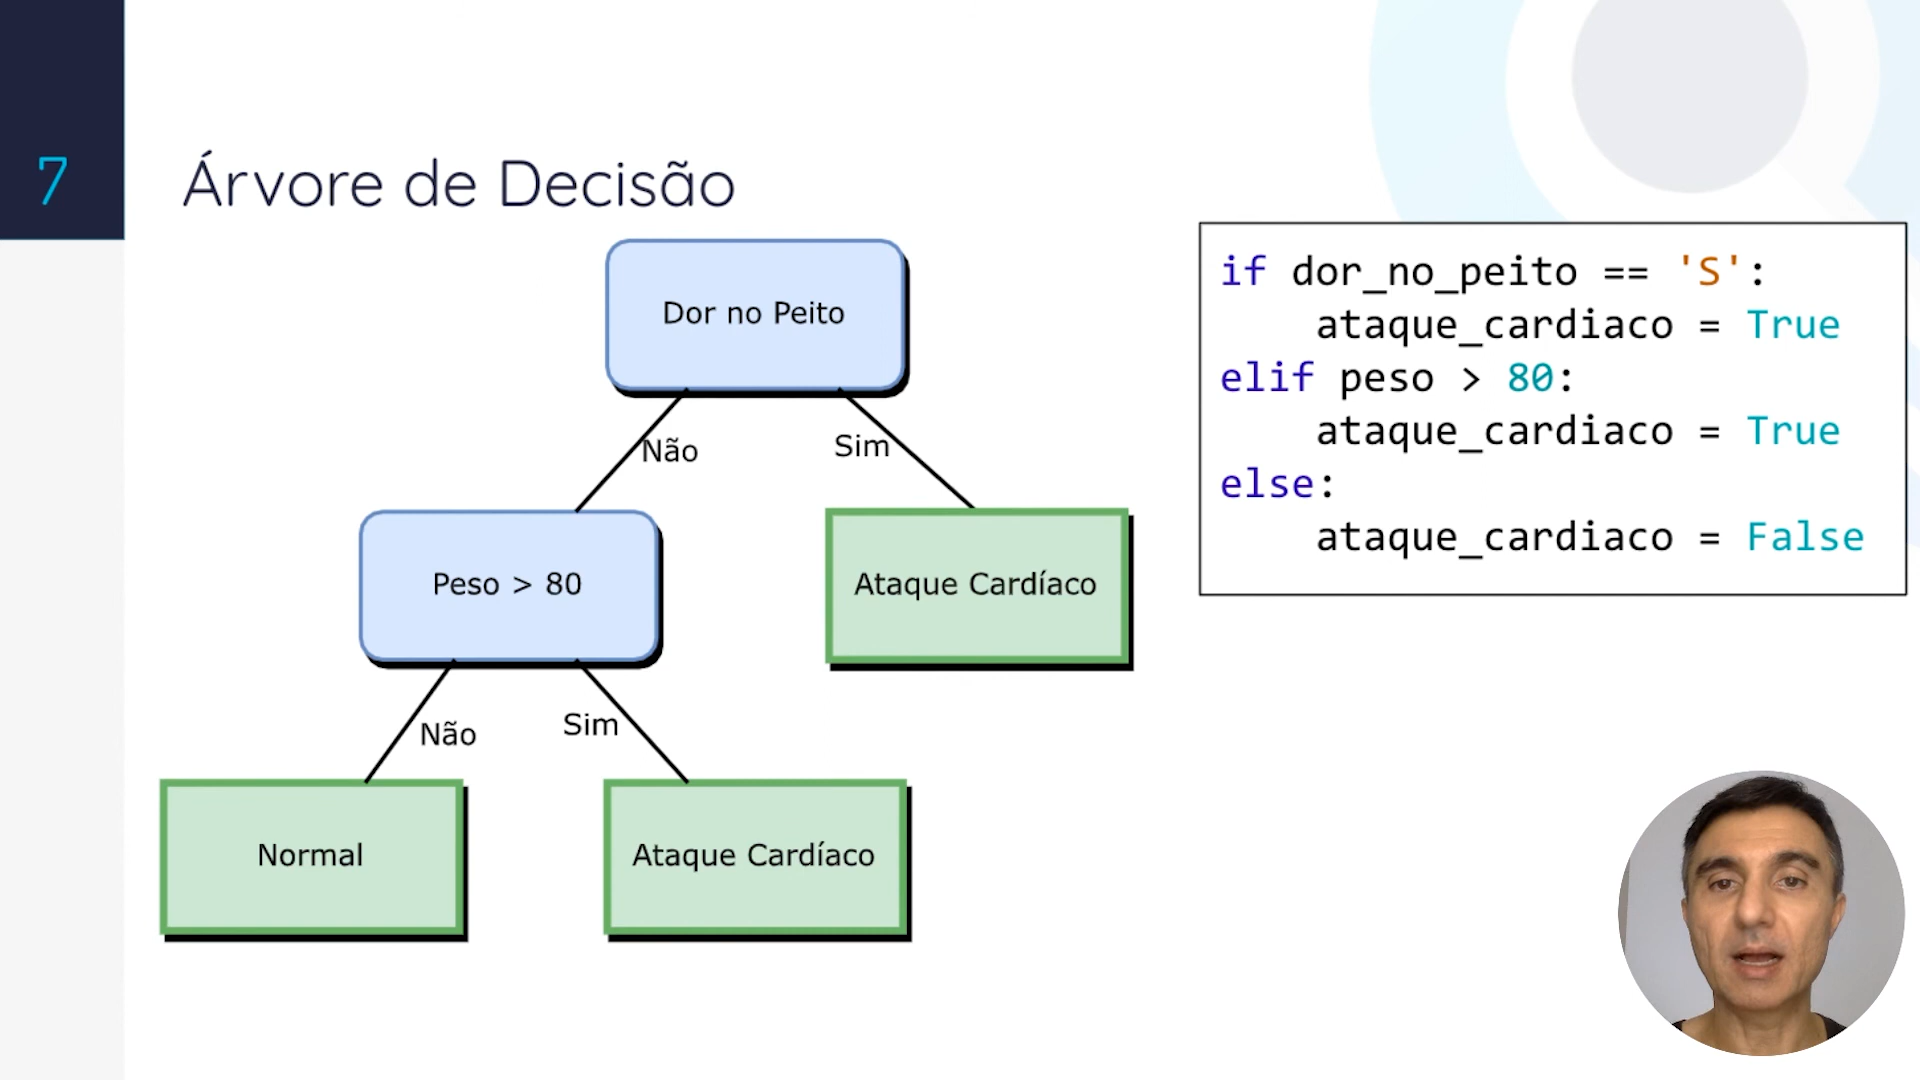 7
Árvore de Decisão
Dor no Peito
Não
Sim
Peso > 80
Ataque Cardíaco
Não
Sim
Normal
Ataque Cardíaco
if dor_no_peito == 'S':
    ataque_cardiaco = True
elif peso > 80:
    ataque_cardiaco = True
else:
    ataque_cardiaco = False